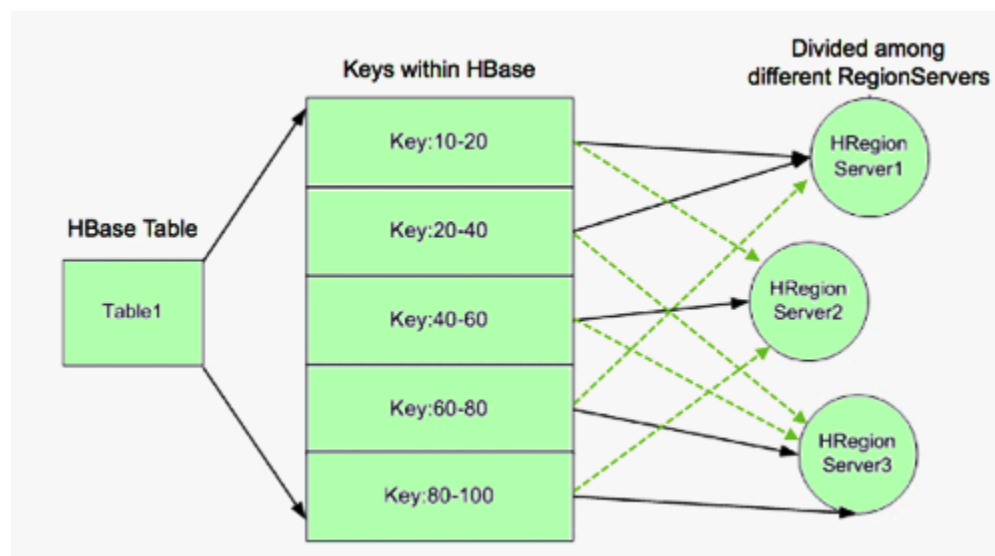 Keys within HBase
Divided among
different RegionServers
HBase Table
Table1
Key:10-20
Key:20-40
Key:40-60
Key:60-80
Key:80-100
HRegion
Server1
HRegion
Server2
HRegion
Server3